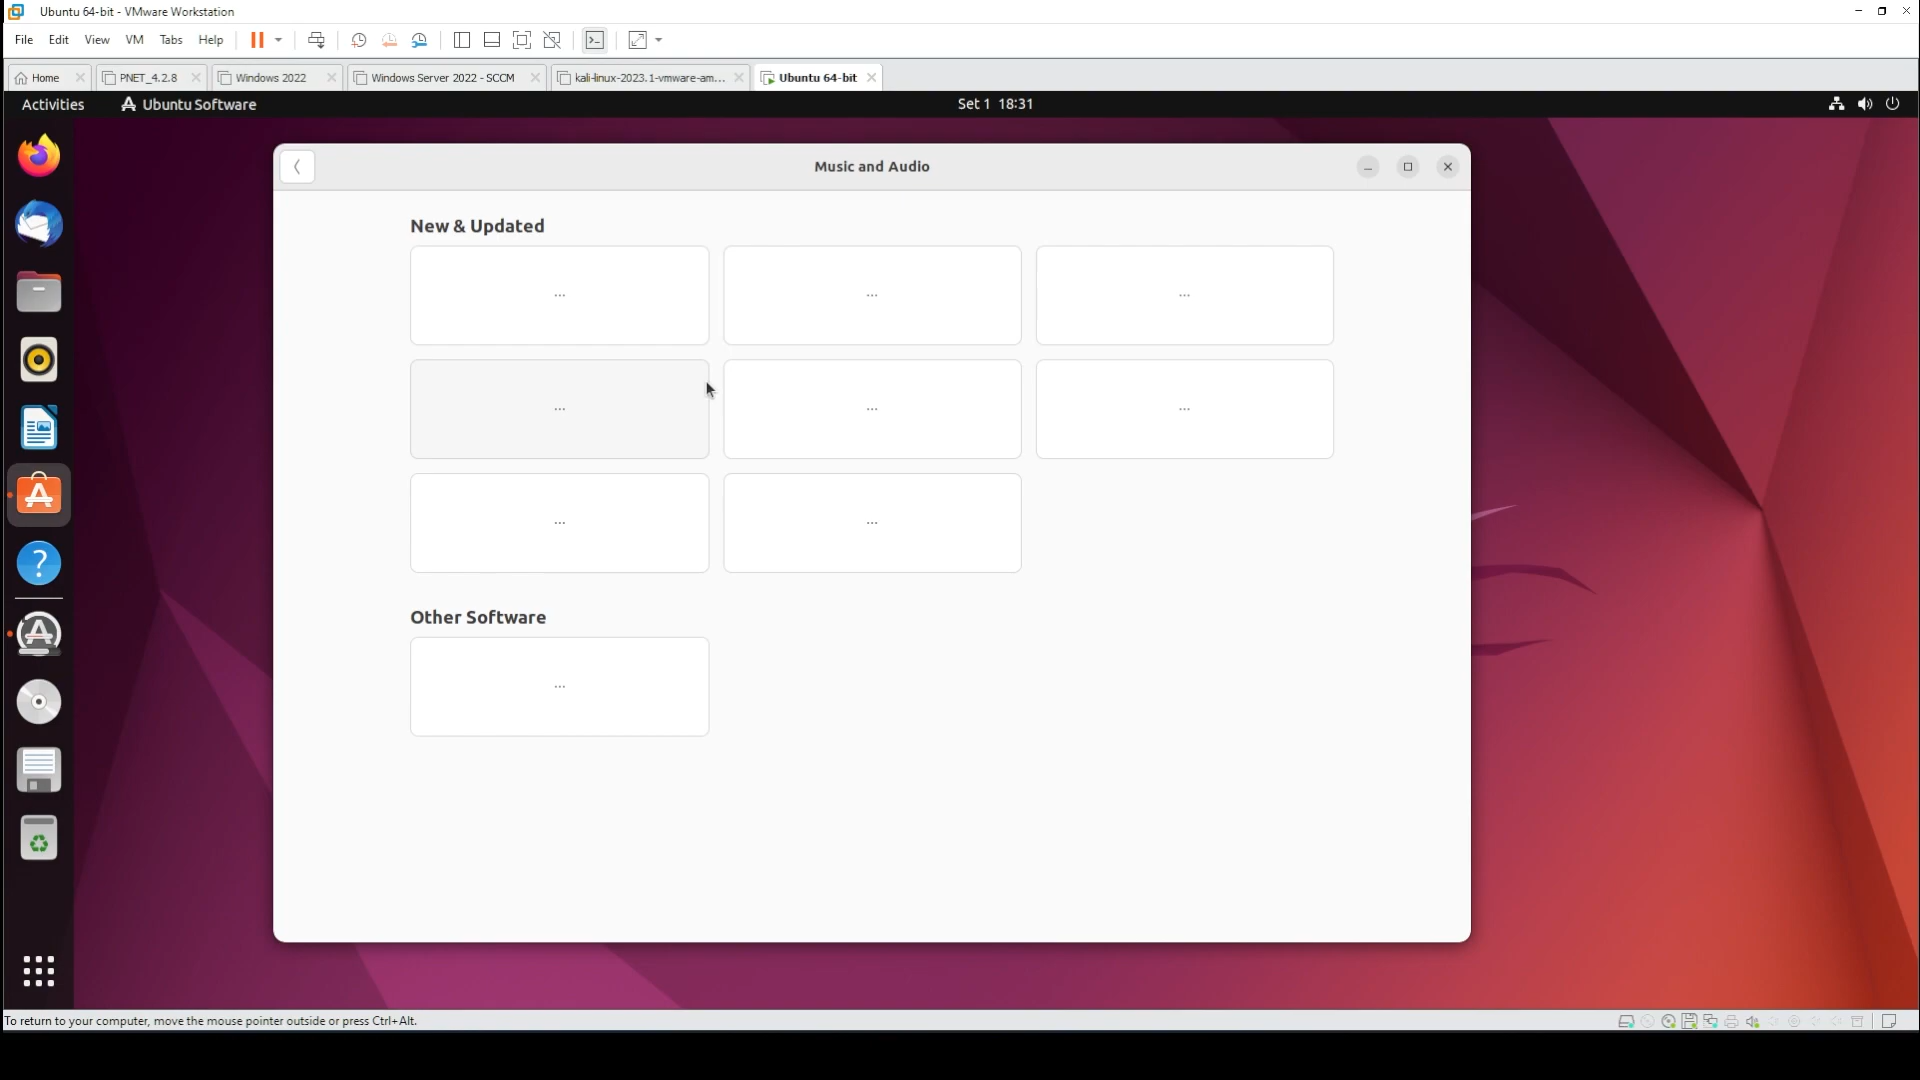 Ubuntu 64-bit - VMware Workstation
File Edit View VM Tabs Help
Home PNET_4.2.8 Windows 2022 Windows Server 2022 - SCCM kali-linux-2023.1-vmware-am... Ubuntu 64-bit
Activities Ubuntu Software Set 1 18:31
Music and Audio
New & Updated
... ... ...
... ... ...
... ...
Other Software
...
To return to your computer, move the mouse pointer outside or press Ctrl+Alt.